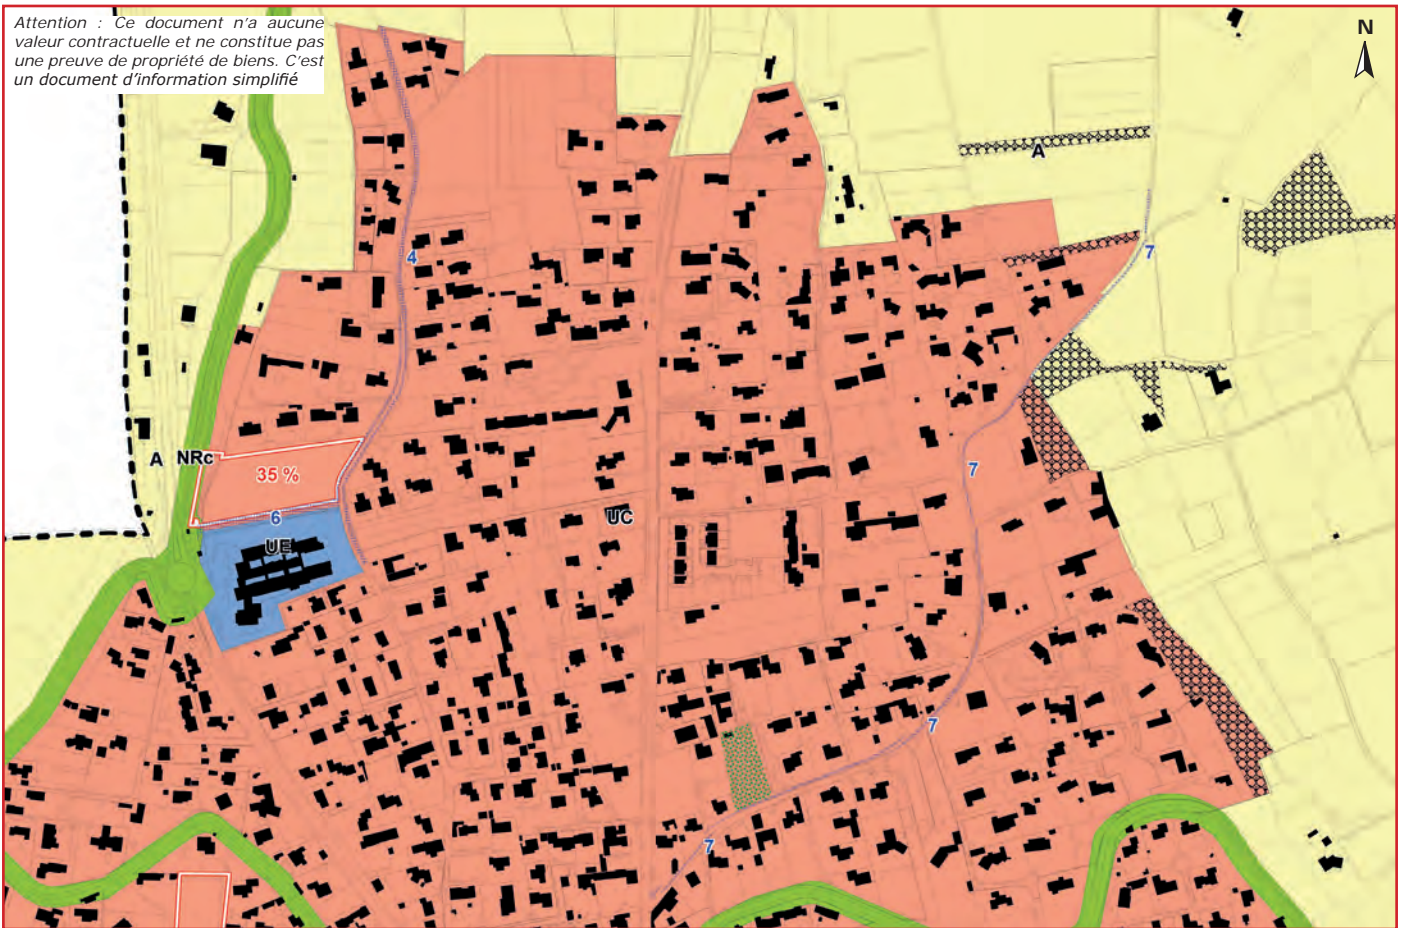 Attention : Ce document n'a aucune
valeur contractuelle et ne constitue pas
une preuve de propriété de biens. C'est
un document d'information simplifié
N
A
4
7
A
NRc
35 %
7
6
UC
UE
7
7